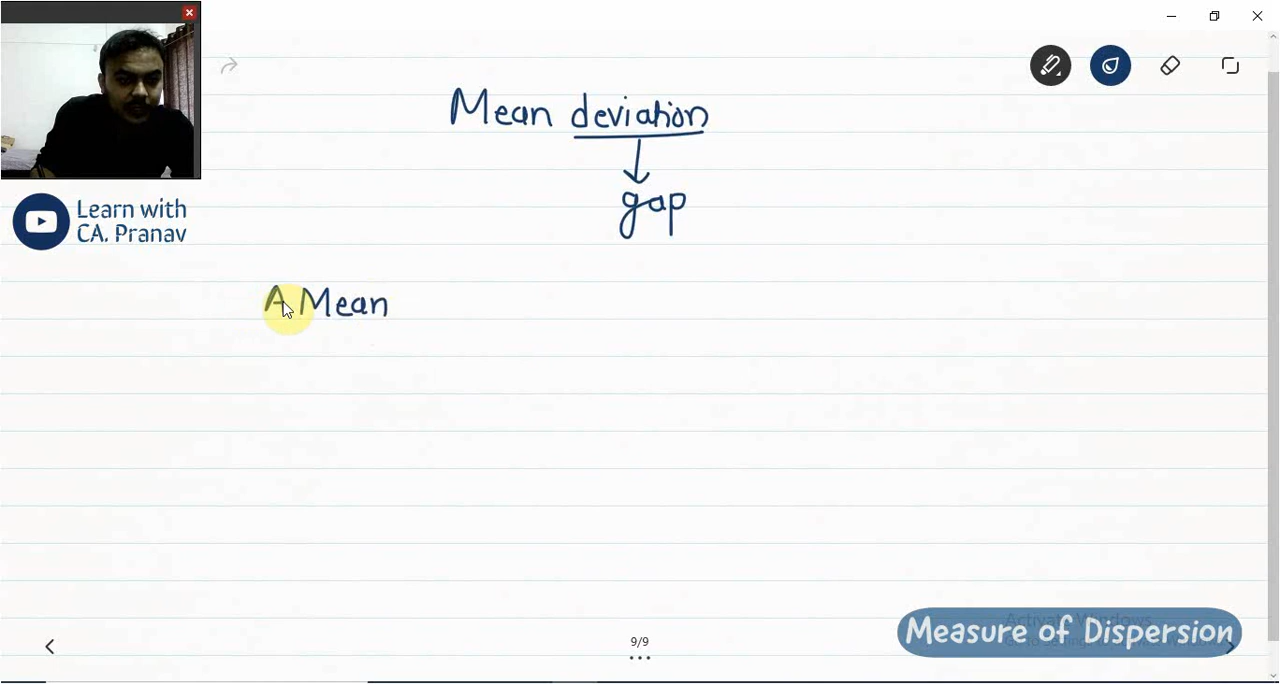 Mean deviation
gap
Learn with
CA. Pranav
A Mean
9/9
Measure of Dispersion